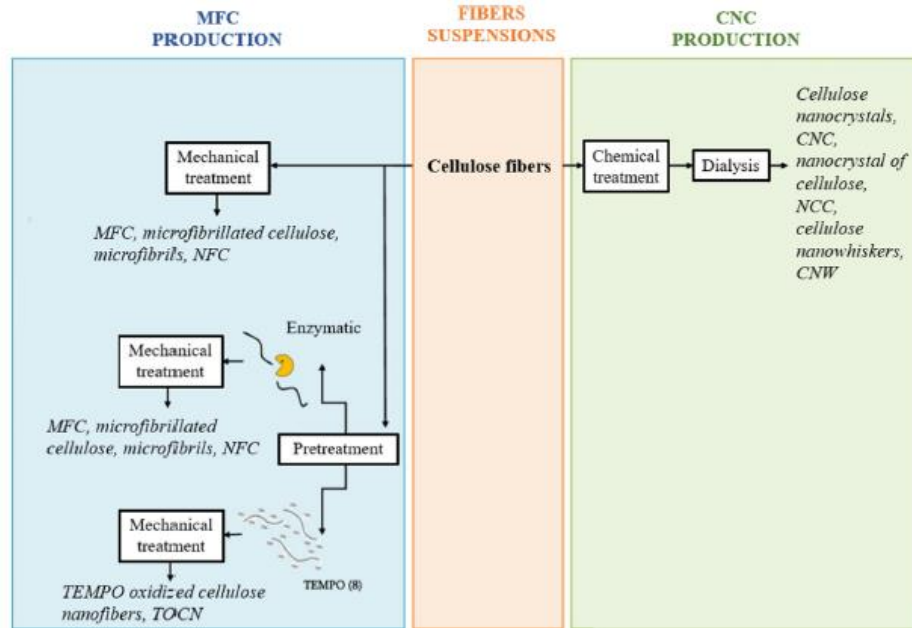 MFC
PRODUCTION
FIBERS
SUSPENSIONS
CNC
PRODUCTION
Mechanical
treatment
MFC, microfibrillated cellulose,
microfibrils, NFC
Cellulose fibers
Chemical
treatment
Dialysis
Cellulose
nanocrystals,
CNC,
nanocrystal of
cellulose,
NCC,
cellulose
nanowhiskers,
CNW
Enzymatic
Mechanical
treatment
MFC, microfibrillated
cellulose, microfibrils, NFC
Pretreatment
Mechanical
treatment
TEMPO (8)
TEMPO oxidized cellulose
nanofibers, TOCN